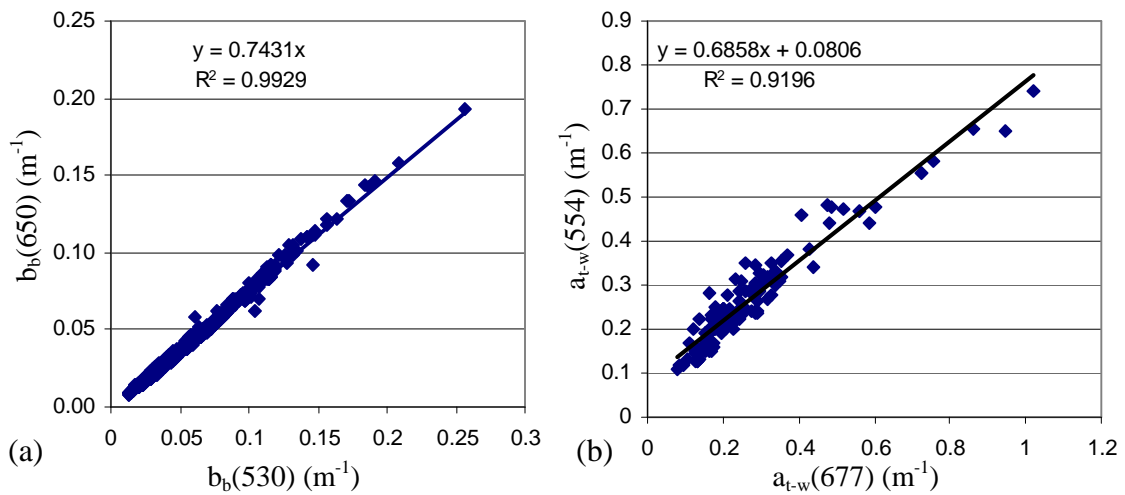 y = 0.7431x
R² = 0.9929
0.25
0.20
0.15
0.10
0.05
0.00
b_b(650) (m⁻¹)
0 0.05 0.1 0.15 0.2 0.25 0.3
(a)
b_b(530) (m⁻¹)
y = 0.6858x + 0.0806
R² = 0.9196
0.9
0.8
0.7
0.6
0.5
0.4
0.3
0.2
0.1
0
a_{t-w}(554) (m⁻¹)
0 0.2 0.4 0.6 0.8 1 1.2
(b)
a_{t-w}(677) (m⁻¹)